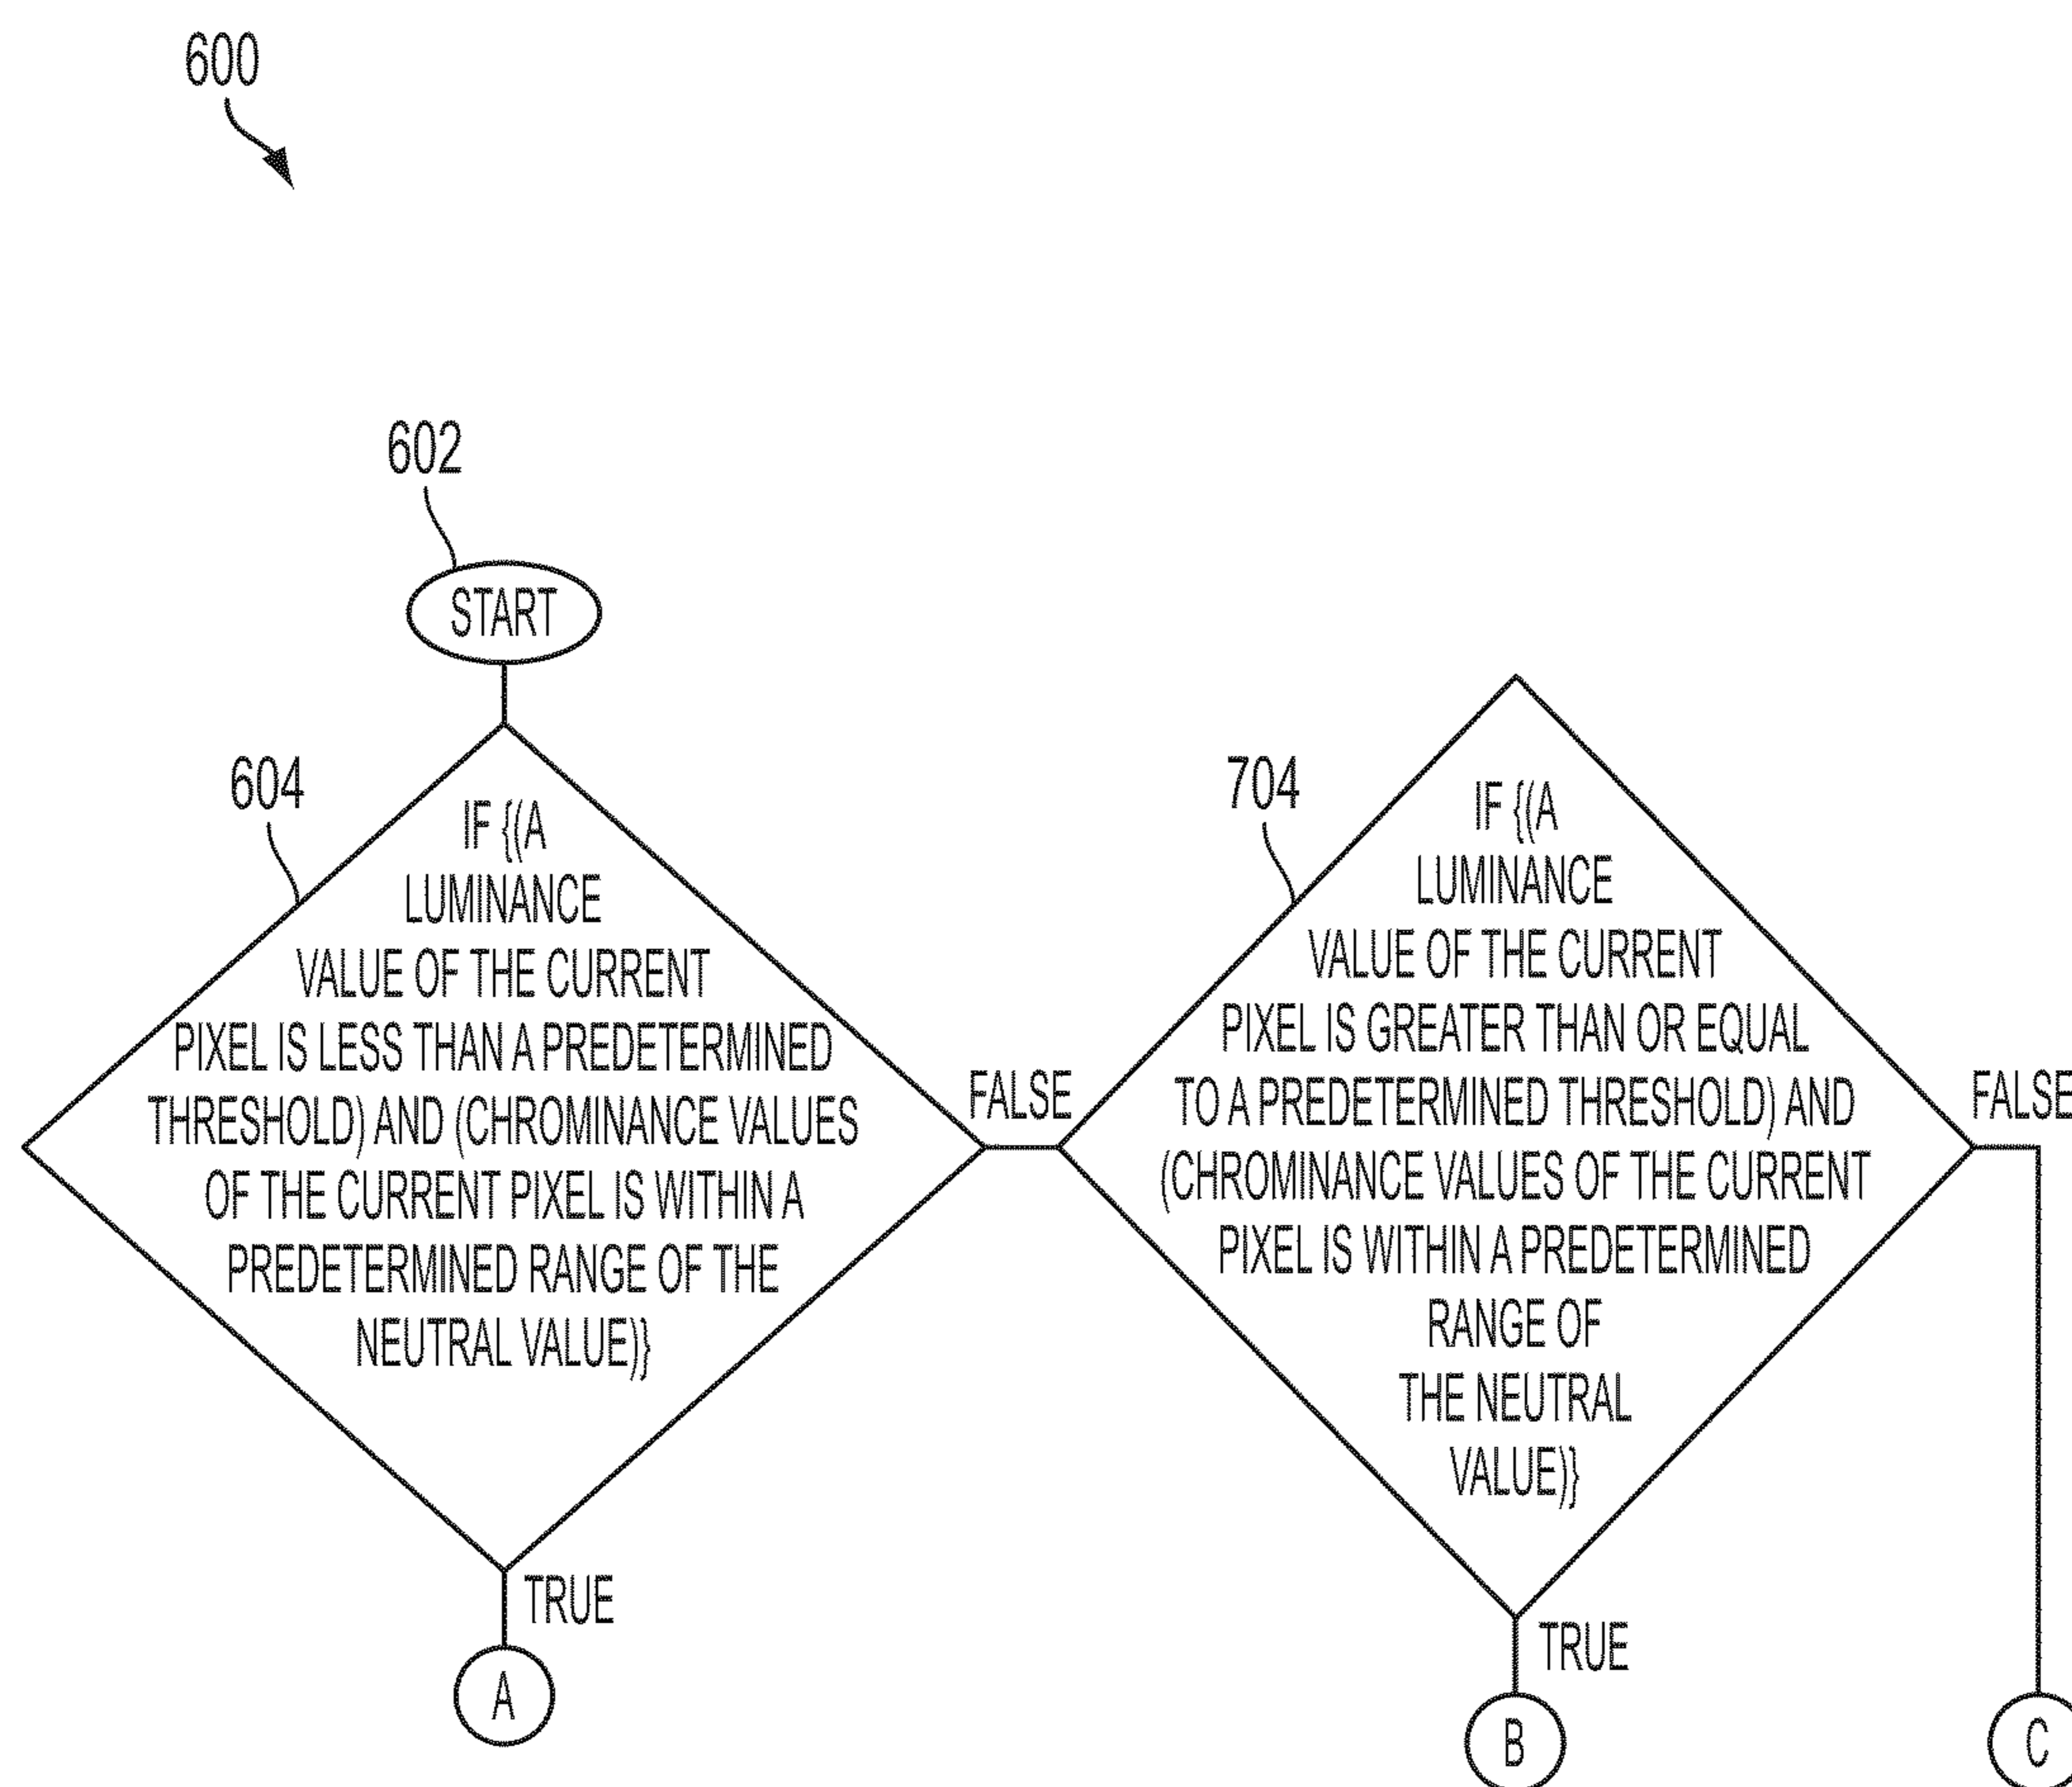 600
602
START
604
IF {(A
LUMINANCE
VALUE OF THE CURRENT
PIXEL IS LESS THAN A PREDETERMINED
THRESHOLD) AND (CHROMINANCE VALUES
OF THE CURRENT PIXEL IS WITHIN A
PREDETERMINED RANGE OF THE
NEUTRAL VALUE)}
FALSE
TRUE
A
704
IF {(A
LUMINANCE
VALUE OF THE CURRENT
PIXEL IS GREATER THAN OR EQUAL
TO A PREDETERMINED THRESHOLD) AND
(CHROMINANCE VALUES OF THE CURRENT
PIXEL IS WITHIN A PREDETERMINED
RANGE OF
THE NEUTRAL
VALUE)}
FALSE
TRUE
B
C